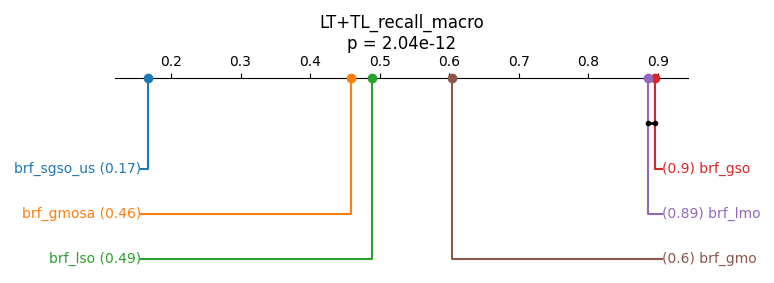 LT+TL_recall_macro
p = 2.04e-12
0.2 0.3 0.4 0.5 0.6 0.7 0.8 0.9
brf_sgso_us (0.17) (0.9) brf_gso
brf_gmosa (0.46) (0.89) brf_lmo
brf_lso (0.49) (0.6) brf_gmo